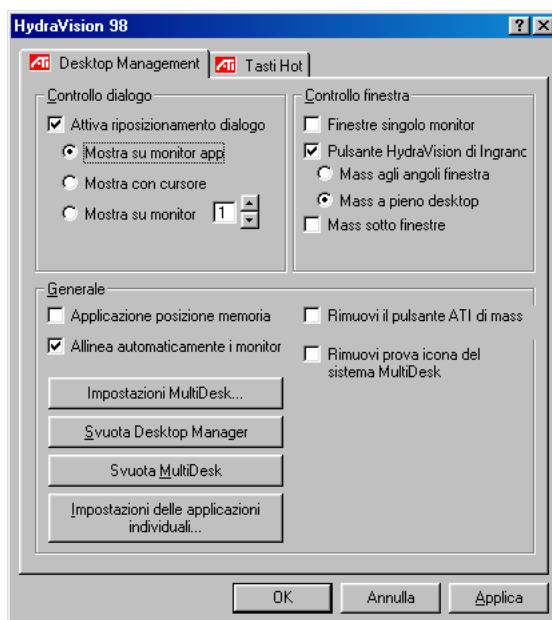 HydraVision 98
ATI Desktop Management
ATI Tasti Hot
Controllo dialogo
Attiva riposizionamento dialogo
Mostra su monitor app
Mostra con cursore
Mostra su monitor 1
Controllo finestra
Finestre singolo monitor
Pulsante HydraVision di Ingranc
Mass agli angoli finestra
Mass a pieno desktop
Mass sotto finestre
Generale
Applicazione posizione memoria
Allinea automaticamente i monitor
Impostazioni MultiDesk...
Svuota Desktop Manager
Svuota MultiDesk
Impostazioni delle applicazioni
individuali...
Rimuovi il pulsante ATI di mass
Rimuovi prova icona del
sistema MultiDesk
OK
Annulla
Applica